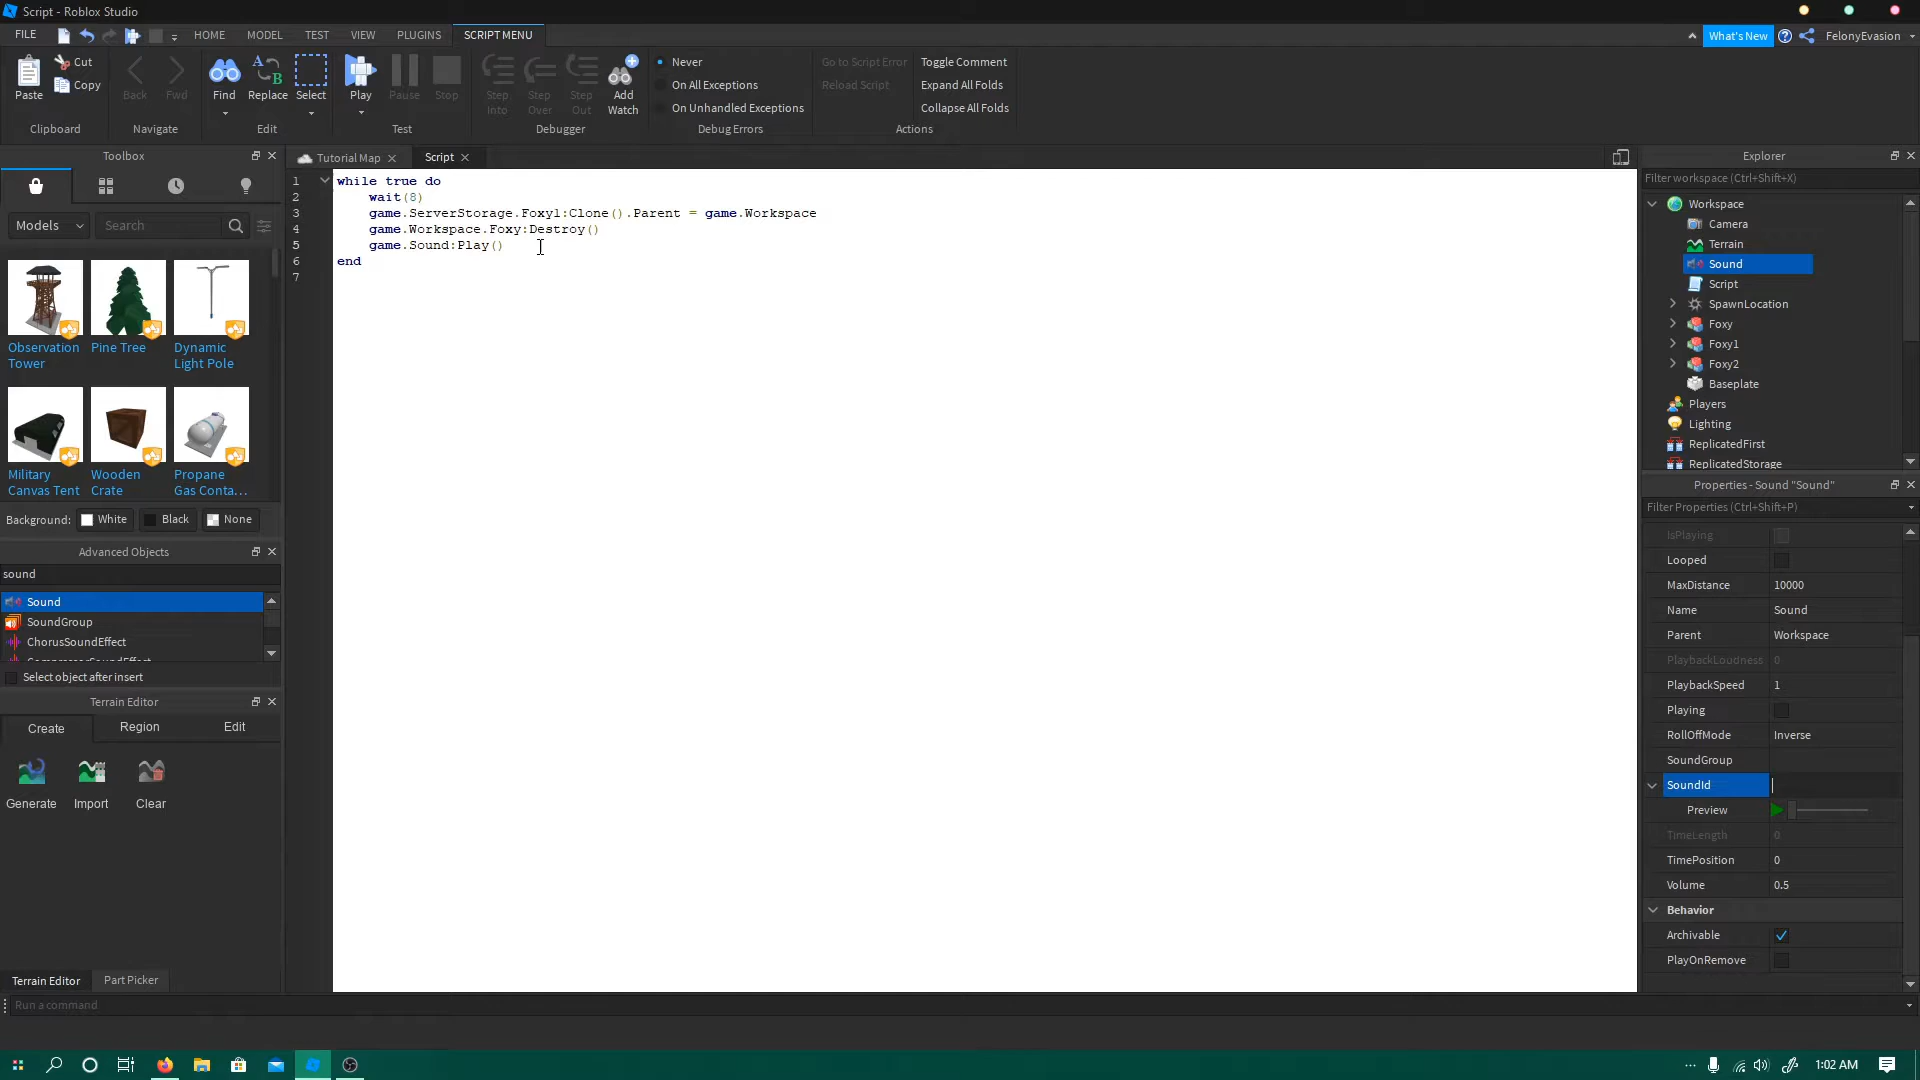 Script - Roblox Studio
FILE HOME MODEL TEST VIEW PLUGINS SCRIPT MENU What's New FelonyEvasion
Paste Cut Copy Back Fwd Find Replace Select Play Pause Stop Step Into Step Over Step Out Add Watch
Never
On All Exceptions
On Unhandled Exceptions
Go to Script Error
Reload Script
Toggle Comment
Expand All Folds
Collapse All Folds
Clipboard Navigate Edit Test Debugger Debug Errors Actions
Toolbox
Models Search
Observation Tower
Pine Tree
Dynamic Light Pole
Military Canvas Tent
Wooden Crate
Propane Gas Conta...
Background: White Black None
Advanced Objects
sound
Sound
SoundGroup
ChorusSoundEffect
CompressorSoundEffect
Select object after insert
Terrain Editor
Create Region Edit
Generate Import Clear
Terrain Editor Part Picker
Run a command
Tutorial Map Script
1 while true do
2 wait(8)
3 game.ServerStorage.Foxy1:Clone().Parent = game.Workspace
4 game.Workspace.Foxy:Destroy()
5 game.Sound:Play()
6 end
7
Explorer
Filter workspace (Ctrl+Shift+X)
Workspace
Camera
Terrain
Sound
Script
SpawnLocation
Foxy
Foxy1
Foxy2
Baseplate
Players
Lighting
ReplicatedFirst
ReplicatedStorage
Properties - Sound "Sound"
Filter Properties (Ctrl+Shift+P)
IsPlaying
Looped
MaxDistance 10000
Name Sound
Parent Workspace
PlaybackLoudness 0
PlaybackSpeed 1
Playing
RollOffMode Inverse
SoundGroup
SoundId
Preview
TimeLength 0
TimePosition 0
Volume 0.5
Behavior
Archivable
PlayOnRemove
1:02 AM